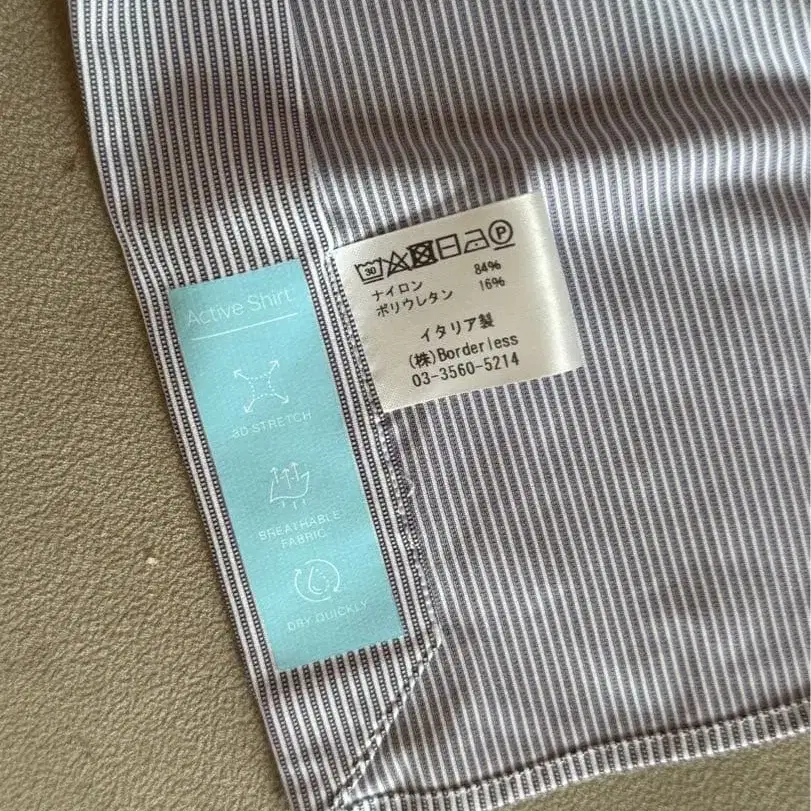 Active Shirt
3D STRETCH
BREATHABLE
FABRIC
DRY QUICKLY
30 P
ナイロン 84%
ポリウレタン 16%
イタリア製
(株)Borderless
03-3560-5214